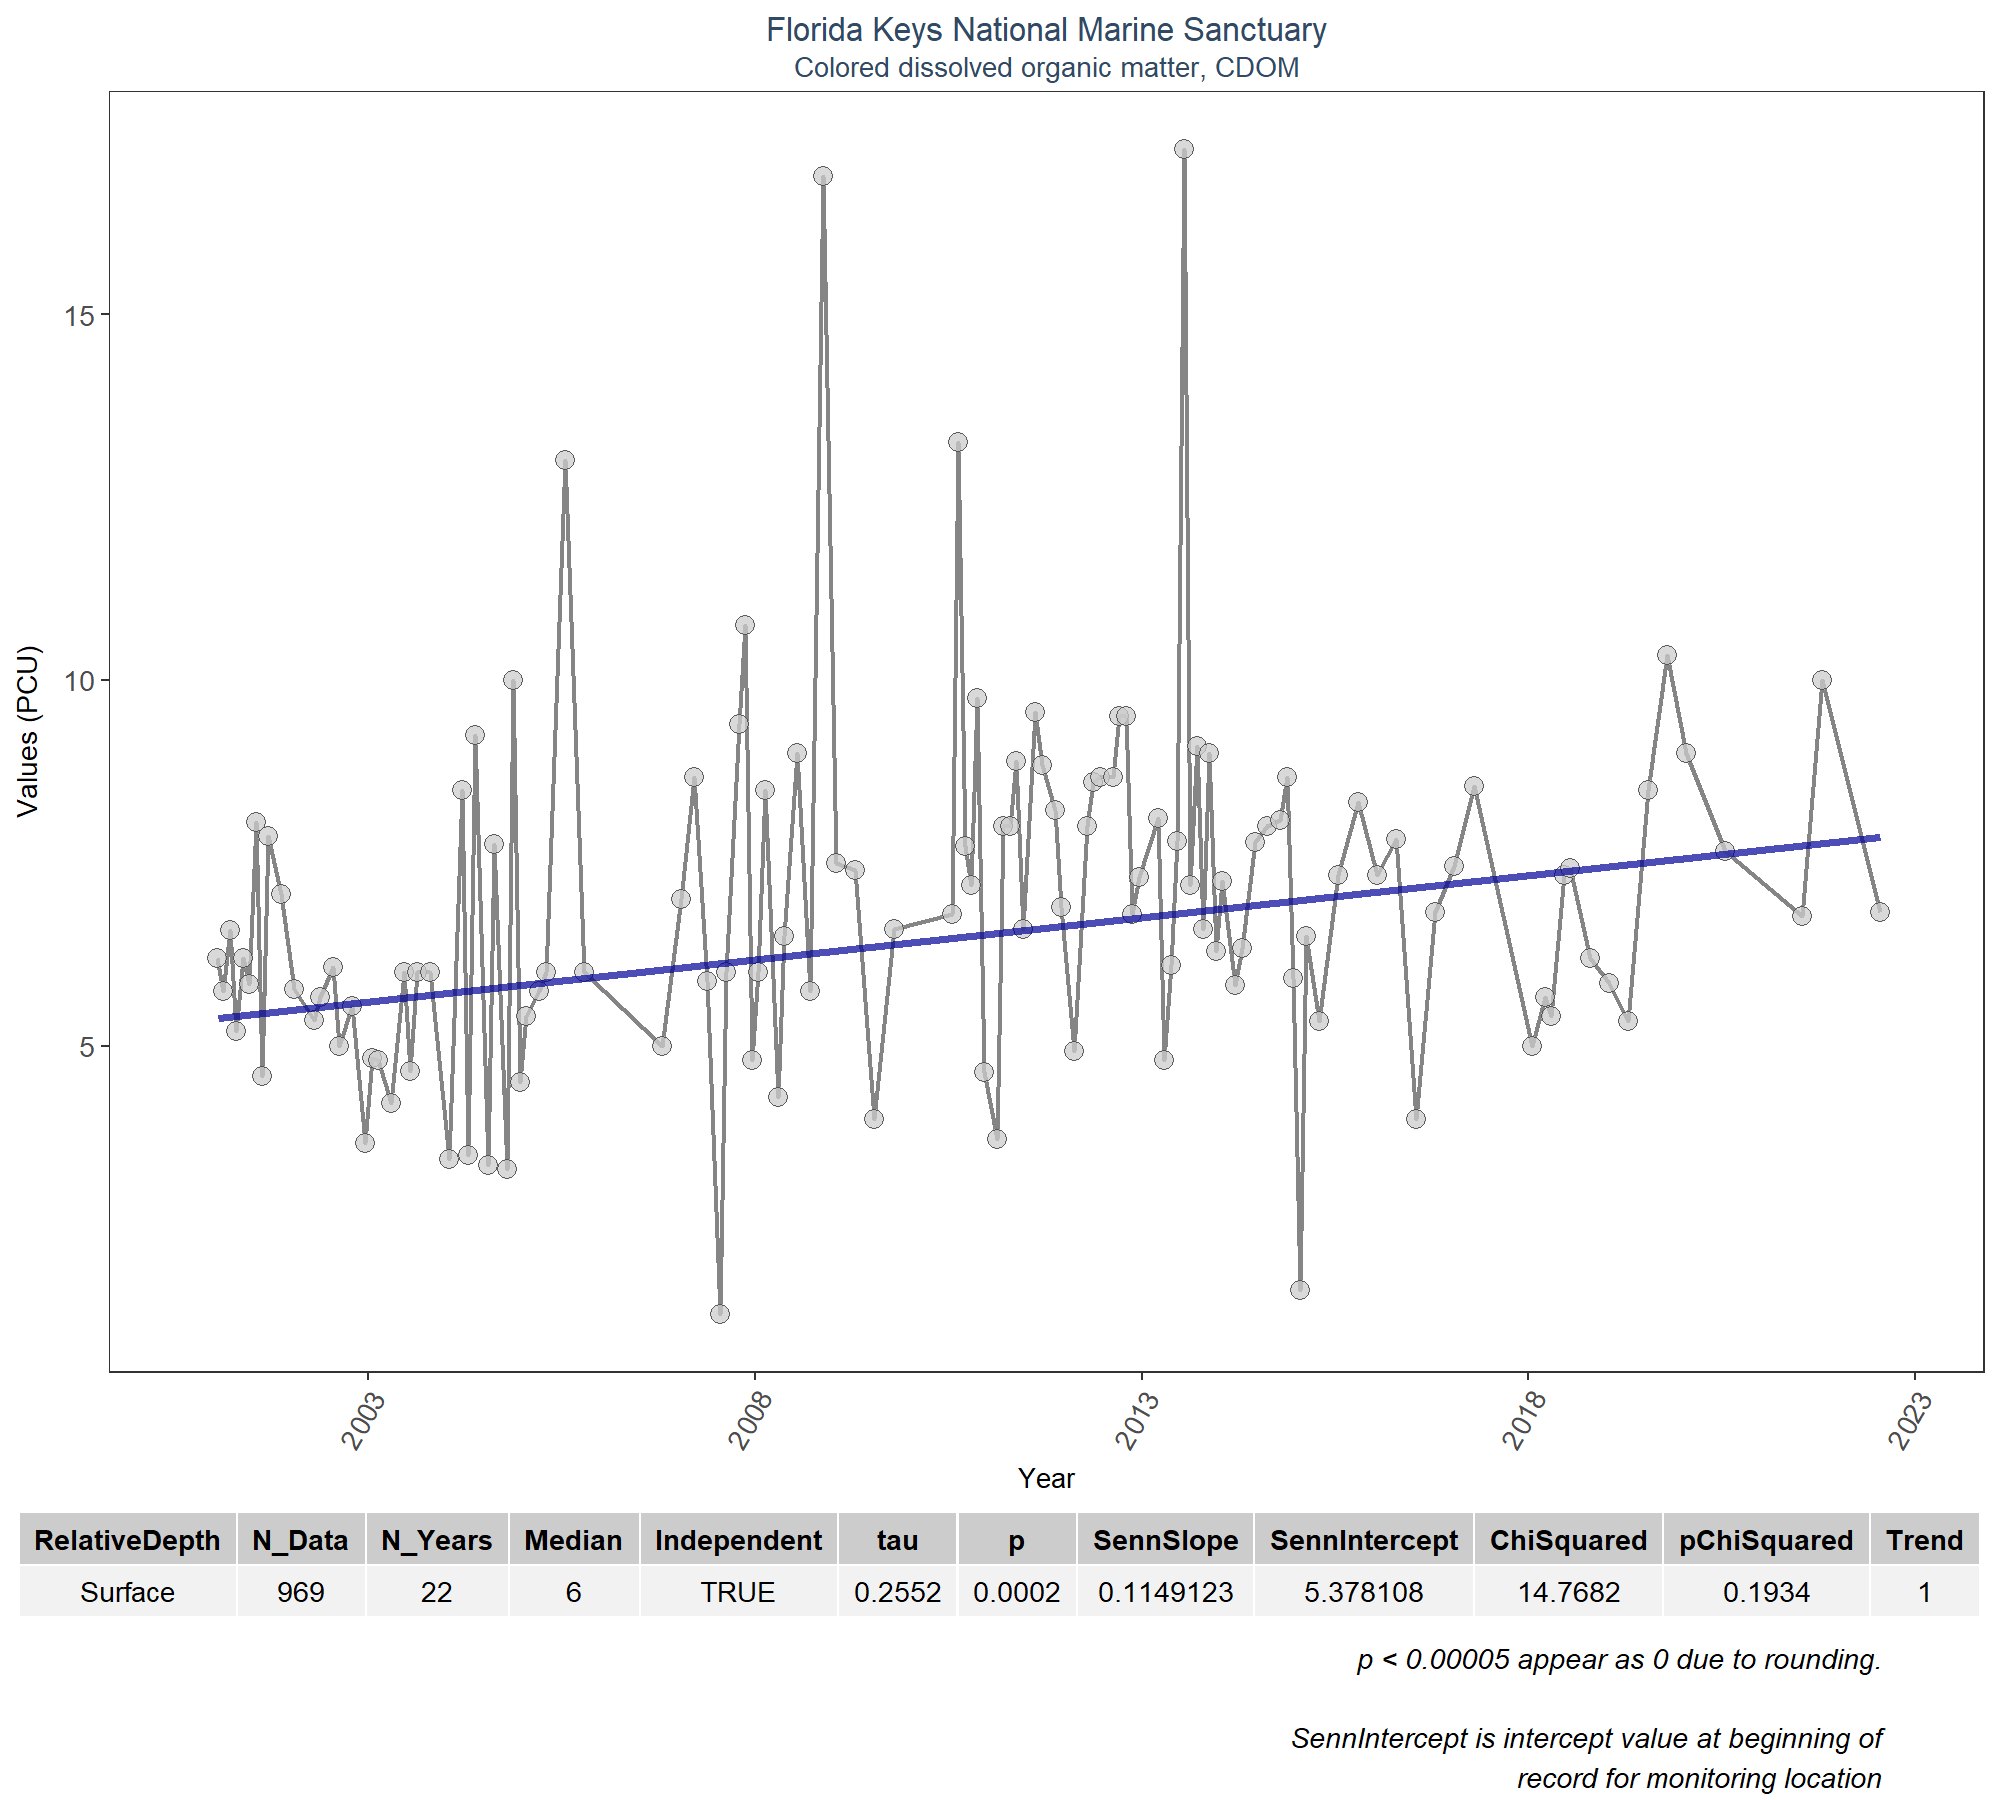 Florida Keys National Marine Sanctuary
Colored dissolved organic matter, CDOM
Values (PCU)
15
10
5
2003 2008 2013 2018 2023
Year
RelativeDepth N_Data N_Years Median Independent tau p SennSlope SennIntercept ChiSquared pChiSquared Trend
Surface 969 22 6 TRUE 0.2552 0.0002 0.1149123 5.378108 14.7682 0.1934 1
p < 0.00005 appear as 0 due to rounding.
SennIntercept is intercept value at beginning of
record for monitoring location